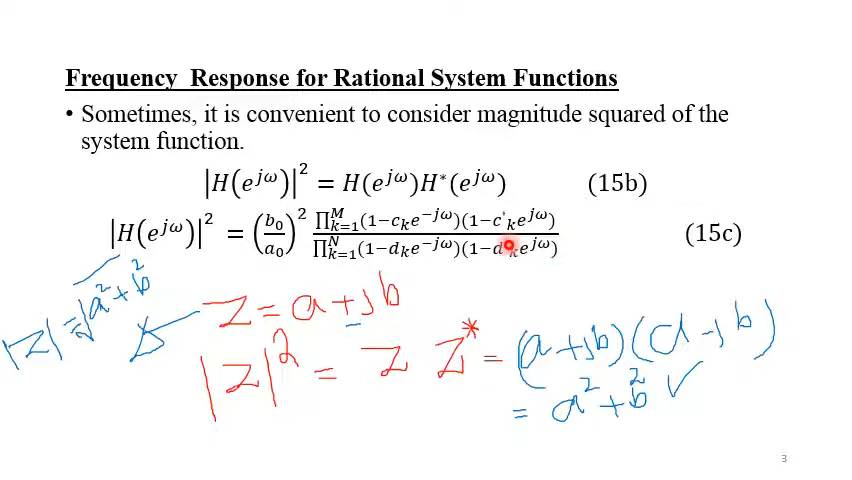 Frequency Response for Rational System Functions
• Sometimes, it is convenient to consider magnitude squared of the
system function.
|H(e^{jω})|² = H(e^{jω})H*(e^{jω}) (15b)
|H(e^{jω})|² = (b₀/a₀)² ∏_{k=1}^{M}(1−c_k e^{−jω})(1−c*_k e^{jω}) / ∏_{k=1}^{N}(1−d_k e^{−jω})(1−d*_k e^{jω}) (15c)
|z| = √a² + b²
z = a + jb
|z|² = z z* = (a + jb)(a − jb)
= a² + b² ✓
3